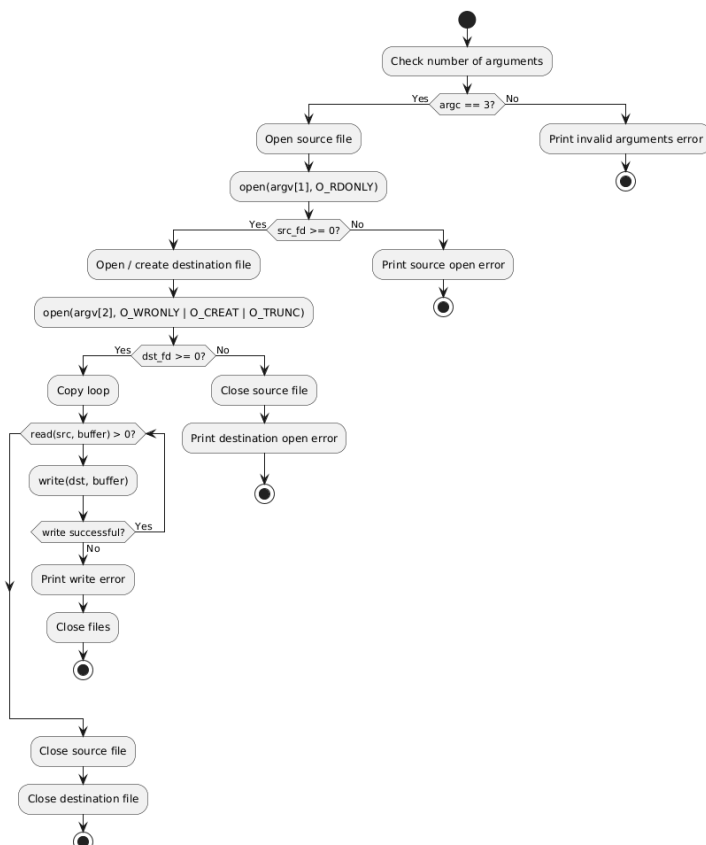 Check number of arguments
Yes
argc == 3?
No
Open source file
Print invalid arguments error
open(argv[1], O_RDONLY)
Yes
src_fd >= 0?
No
Open / create destination file
Print source open error
open(argv[2], O_WRONLY | O_CREAT | O_TRUNC)
Yes
dst_fd >= 0?
No
Copy loop
Close source file
read(src, buffer) > 0?
Print destination open error
write(dst, buffer)
write successful?
Yes
No
Print write error
Close files
Close source file
Close destination file